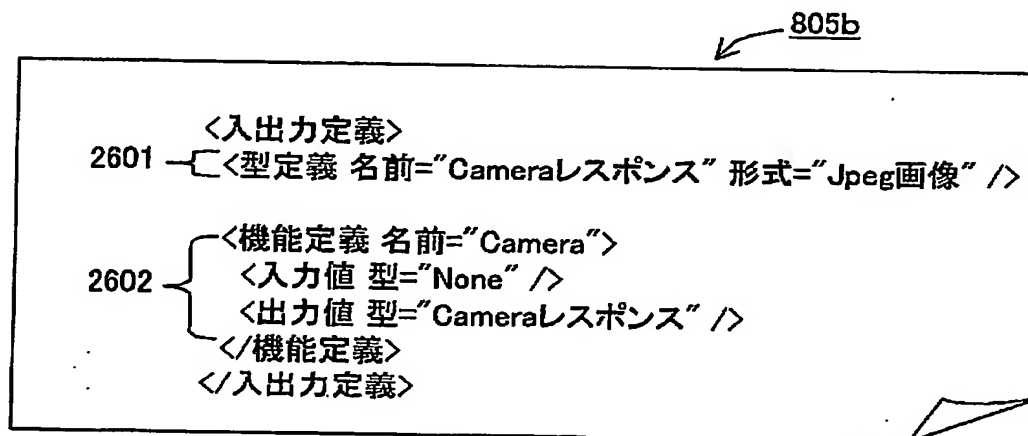 805b
<入出力定義>
2601 <型定義 名前="Cameraレスポンス" 形式="Jpeg画像" />
<機能定義 名前="Camera">
2602 <入力値 型="None" />
<出力値 型="Cameraレスポンス" />
</機能定義>
</入出力定義>